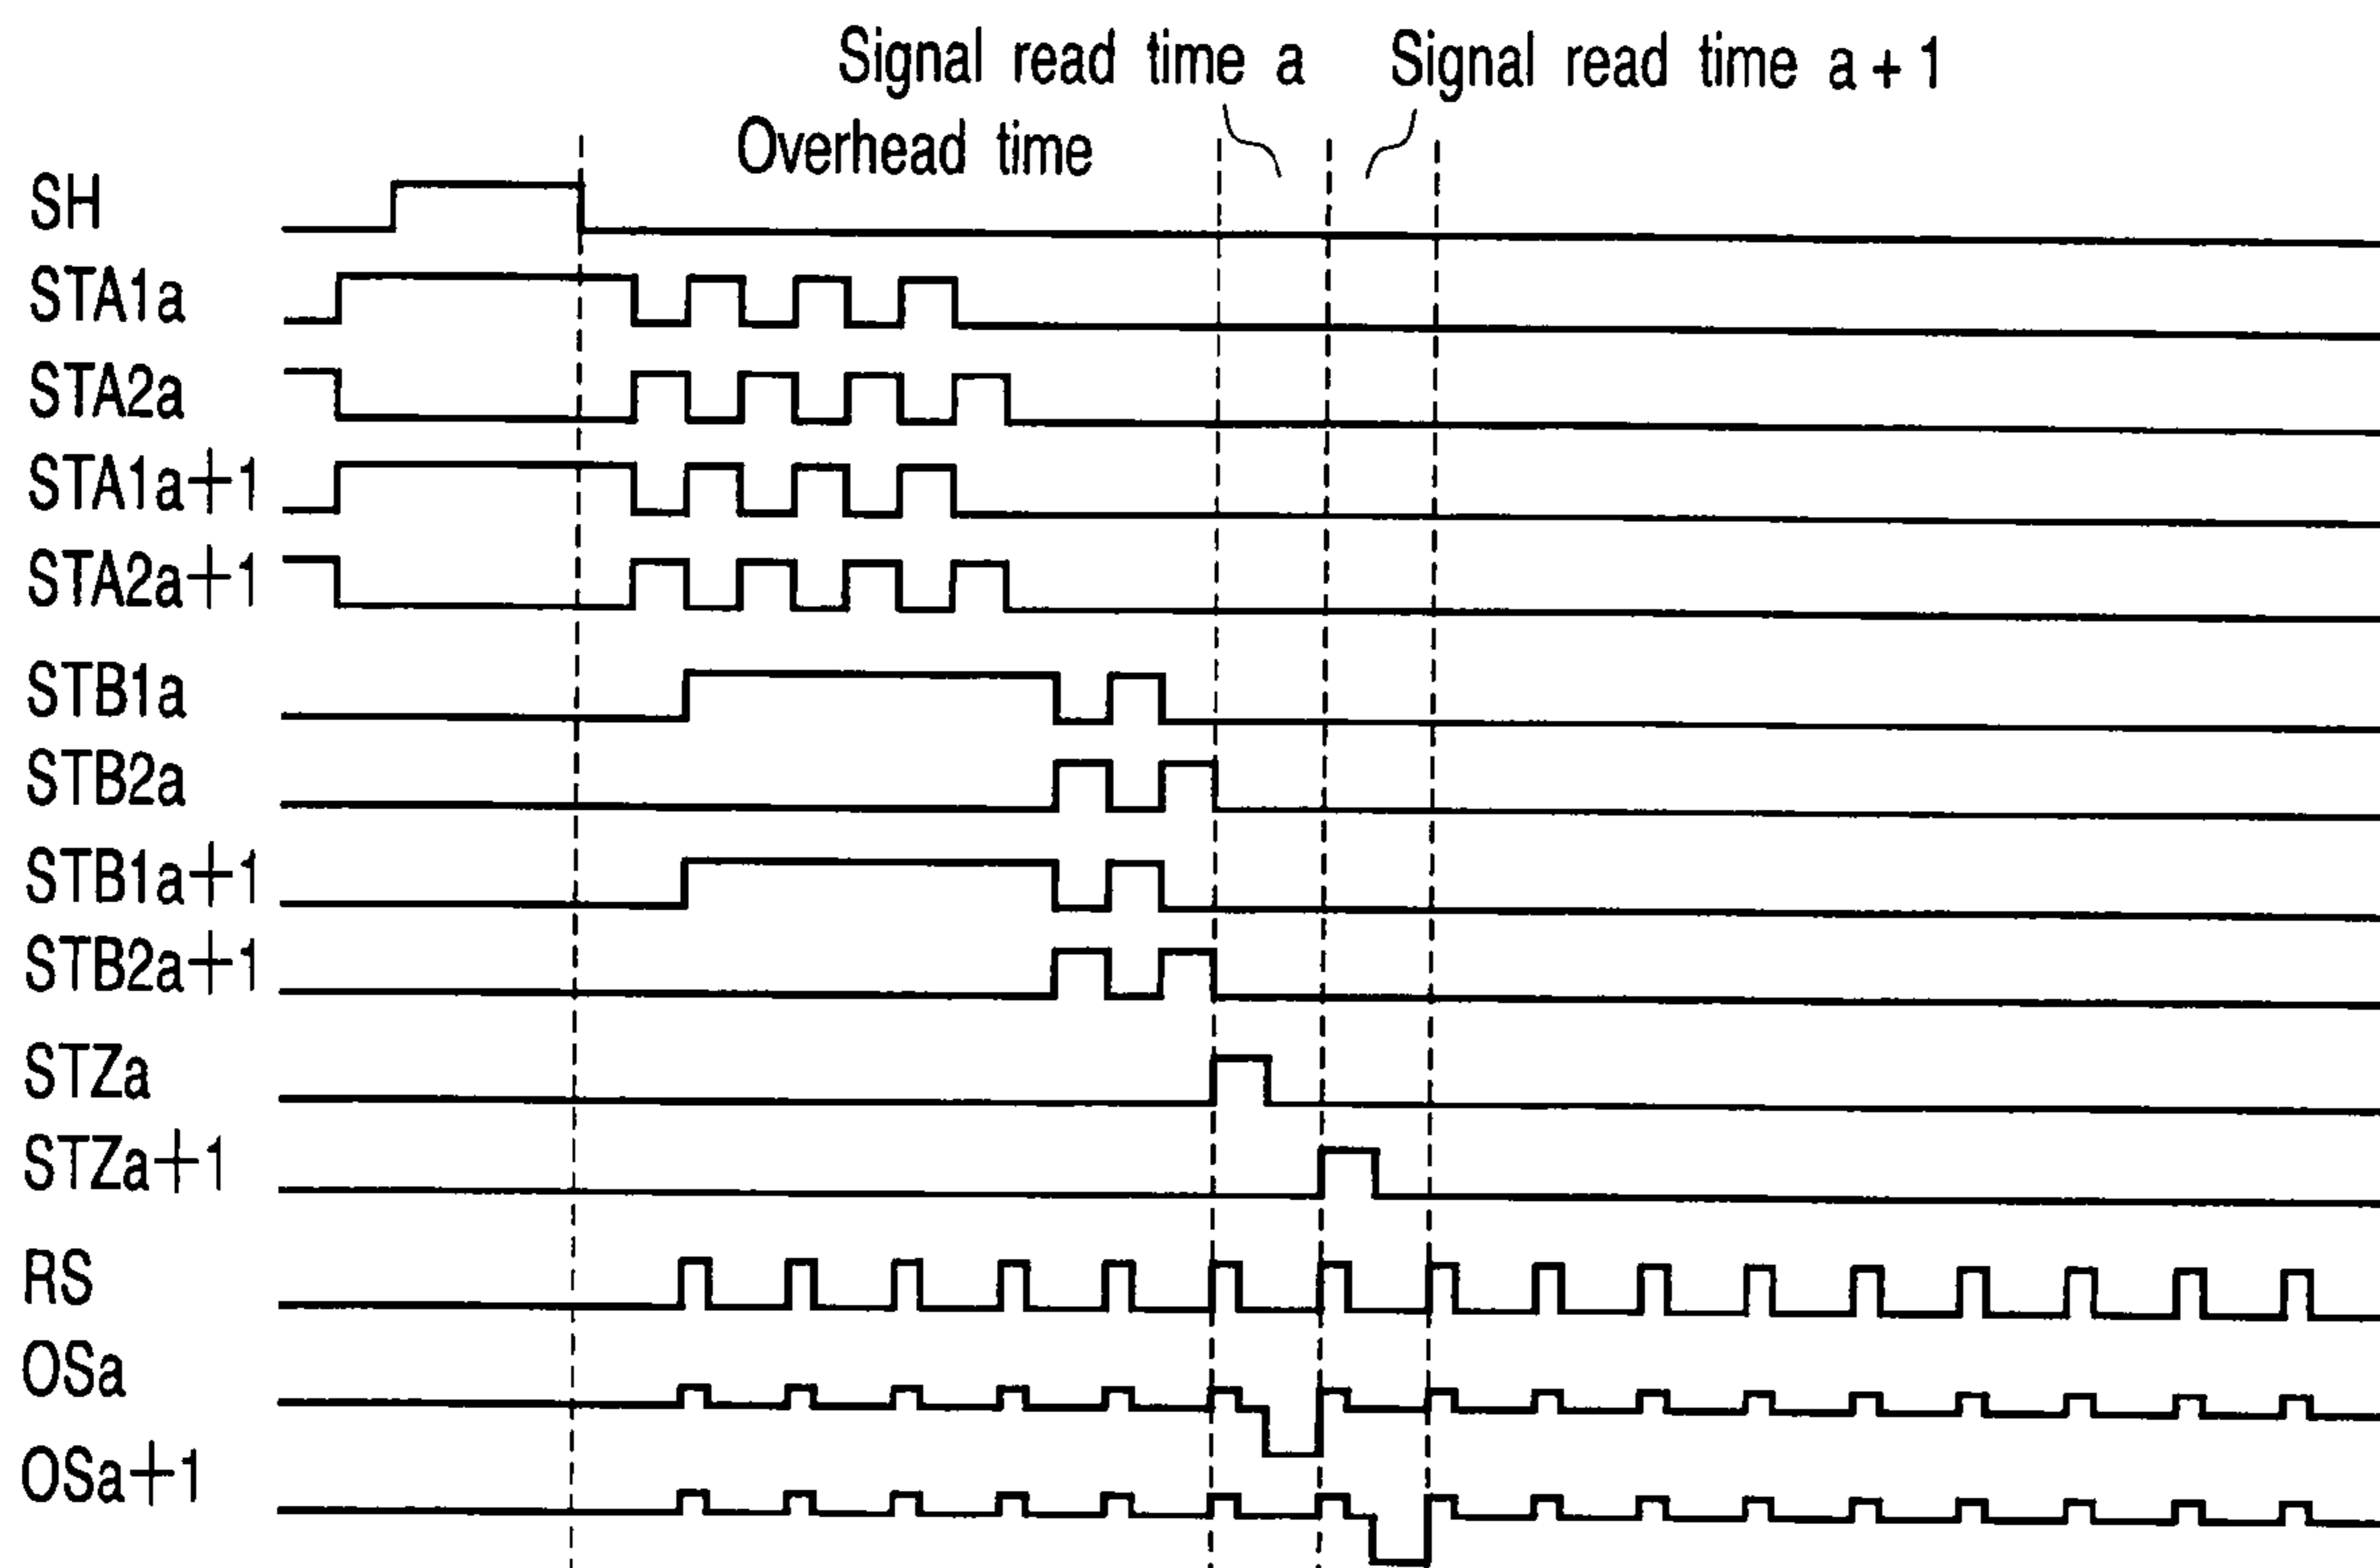 Signal read time a
Signal read time a + 1
Overhead time
SH
STA1a
STA2a
STA1a+1
STA2a+1
STB1a
STB2a
STB1a+1
STB2a+1
STZa
STZa+1
RS
OSa
OSa+1